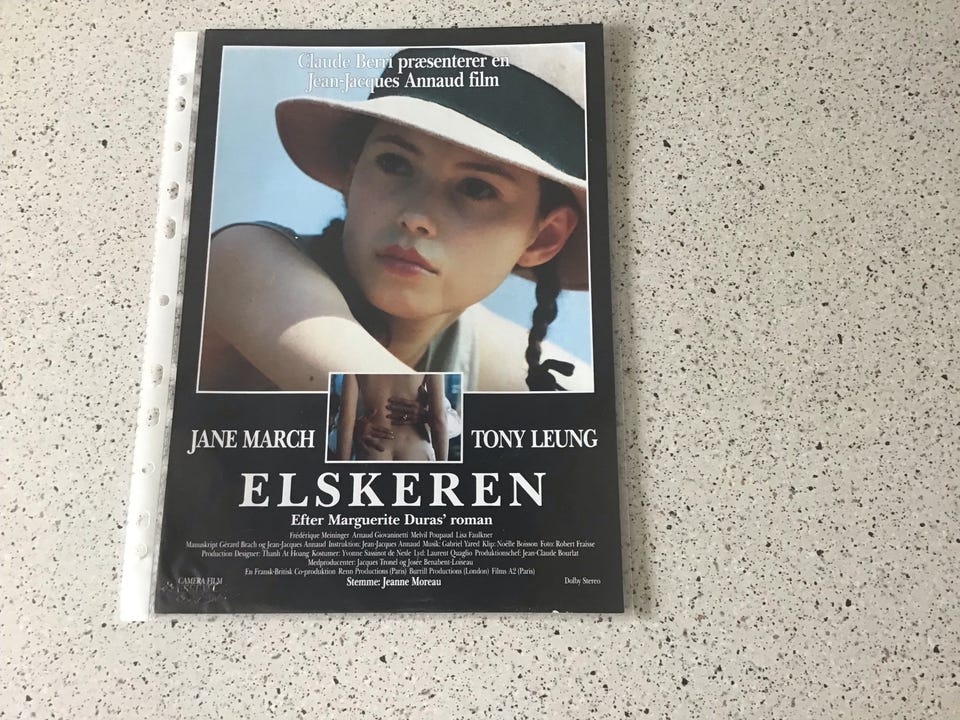 Claude Berri præsenterer en
Jean-Jacques Annaud film
JANE MARCH
TONY LEUNG
ELSKEREN
Efter Marguerite Duras' roman
Frédérique Meininger Arnaud Giovaninetti Melvil Poupaud Lisa Faulkner
Manuskript Gérard Brach og Jean-Jacques Annaud Instruktion: Jean-Jacques Annaud Musik: Gabriel Yared Klip: Noëlle Boisson Foto: Robert Fraisse
Production Designer: Thanh At Hoang Kostumer: Yvonne Sassinot de Nesle Lyd: Laurent Quaglio Produktionschef: Jean-Claude Bourlat
Medproducenter: Jacques Tronel og Josée Benabent-Loiseau
En Fransk-Britisk Co-produktion Renn Productions (Paris) Burrill Productions (London) Films A2 (Paris)
CAMERA FILM
Stemme: Jeanne Moreau
Dolby Stereo